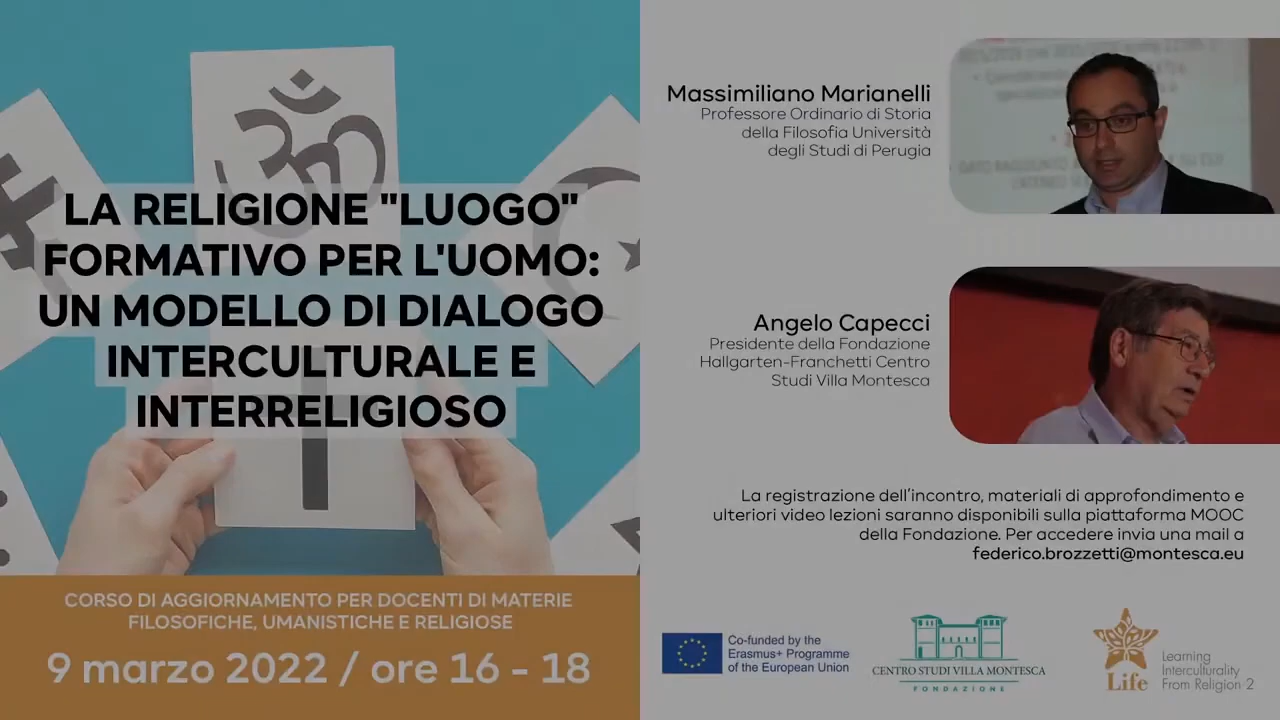 LA RELIGIONE "LUOGO"
FORMATIVO PER L'UOMO:
UN MODELLO DI DIALOGO
INTERCULTURALE E
INTERRELIGIOSO
CORSO DI AGGIORNAMENTO PER DOCENTI DI MATERIE
FILOSOFICHE, UMANISTICHE E RELIGIOSE
9 marzo 2022 / ore 16 - 18
Massimiliano Marianelli
Professore Ordinario di Storia
della Filosofia Università
degli Studi di Perugia
Angelo Capecci
Presidente della Fondazione
Hallgarten-Franchetti Centro
Studi Villa Montesca
La registrazione dell'incontro, materiali di approfondimento e
ulteriori video lezioni saranno disponibili sulla piattaforma MOOC
della Fondazione. Per accedere invia una mail a
federico.brozzetti@montesca.eu
Co-funded by the
Erasmus+ Programme
of the European Union
CENTRO STUDI VILLA MONTESCA
FONDAZIONE
Life
Learning
Interculturality
From Religion 2